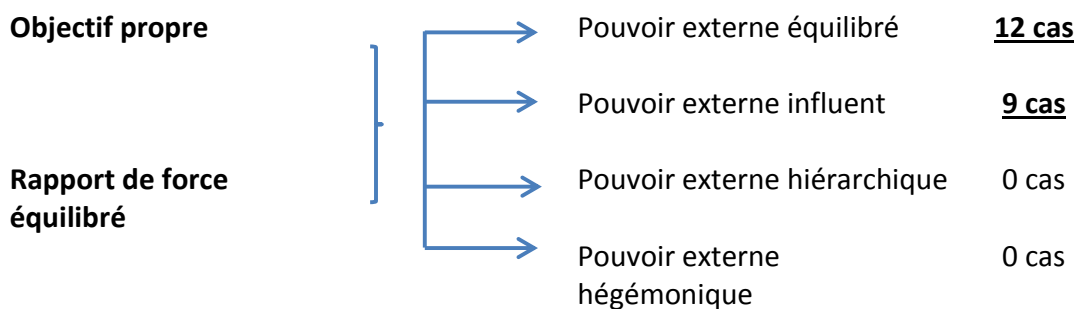 Objectif propre
Pouvoir externe équilibré 12 cas
Pouvoir externe influent 9 cas
Rapport de force
équilibré
Pouvoir externe hiérarchique 0 cas
Pouvoir externe 0 cas
hégémonique